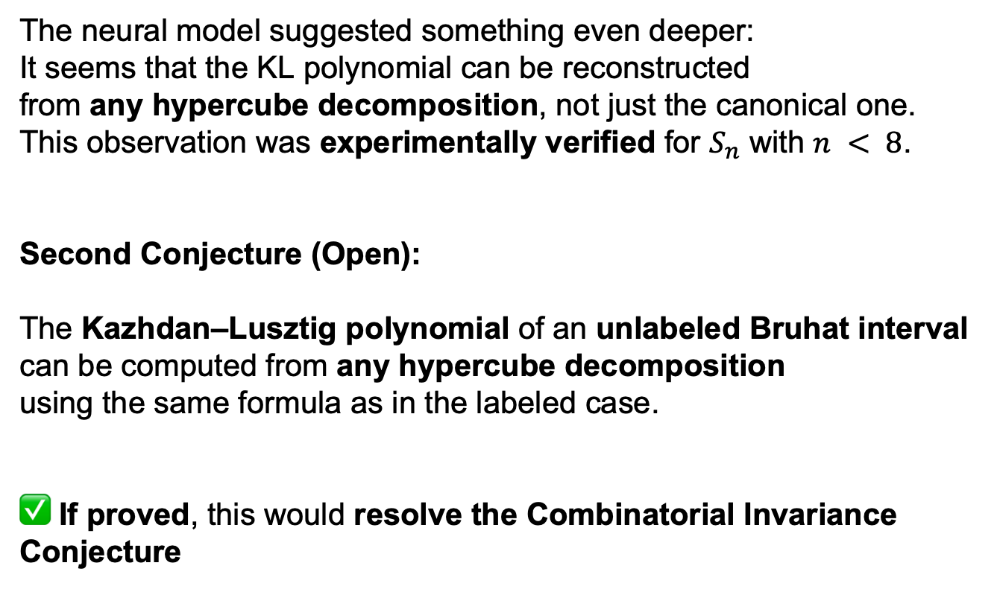 The neural model suggested something even deeper:
It seems that the KL polynomial can be reconstructed
from any hypercube decomposition, not just the canonical one.
This observation was experimentally verified for Sₙ with n < 8.
Second Conjecture (Open):
The Kazhdan–Lusztig polynomial of an unlabeled Bruhat interval
can be computed from any hypercube decomposition
using the same formula as in the labeled case.
✅ If proved, this would resolve the Combinatorial Invariance
Conjecture